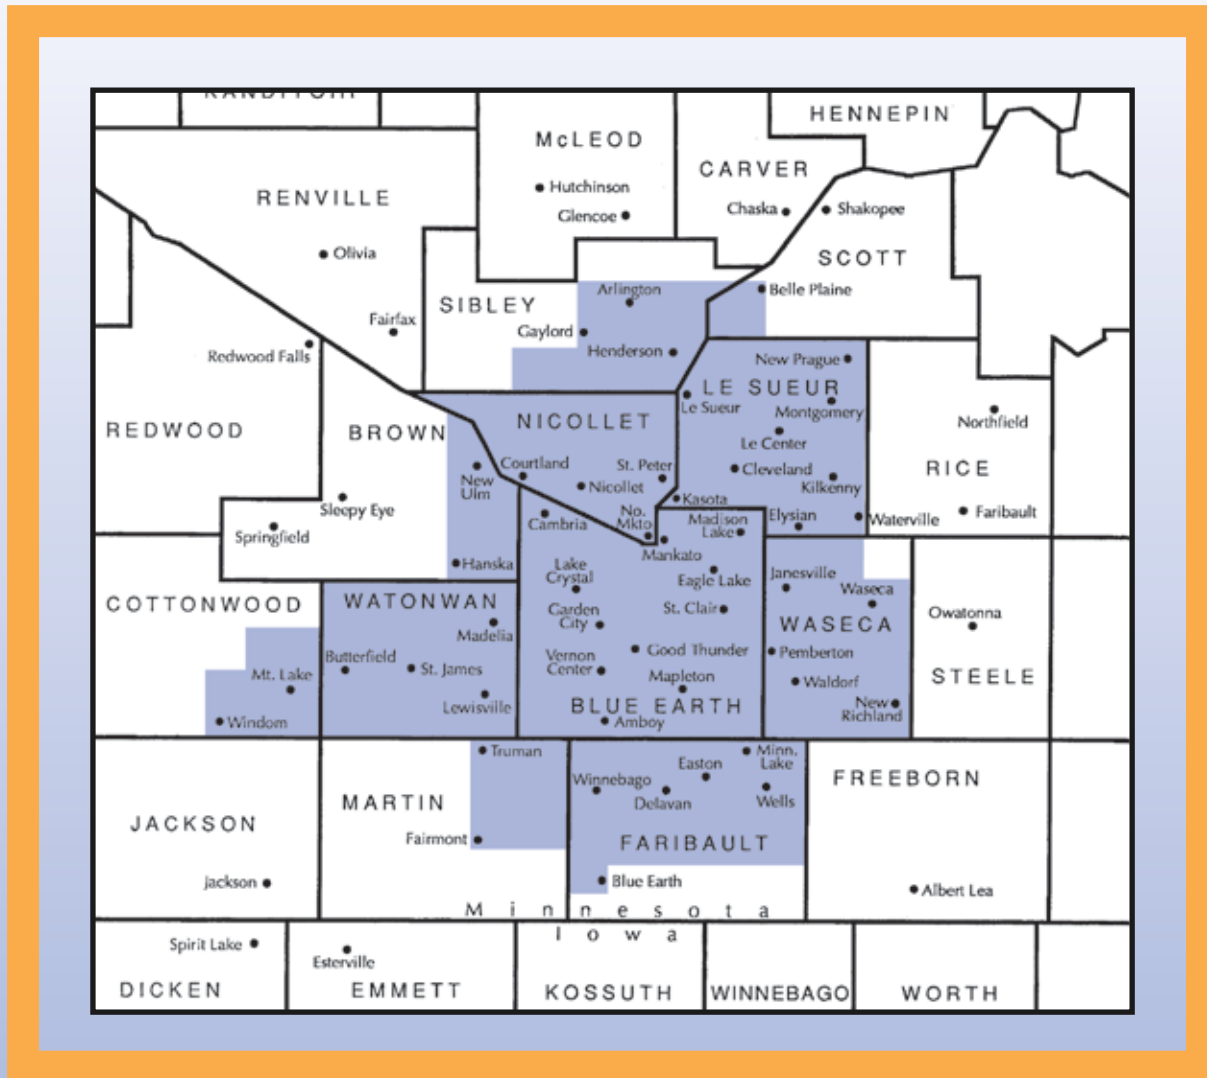 KANDIYOHI
HENNEPIN
McLEOD
CARVER
RENVILLE
Hutchinson
Glencoe
Chaska
Shakopee
Olivia
SCOTT
SIBLEY
Arlington
Belle Plaine
Fairfax
Gaylord
Redwood Falls
Henderson
New Prague
LE SUEUR
Le Sueur
Montgomery
REDWOOD
BROWN
NICOLLET
Northfield
Le Center
Courtland
St. Peter
Cleveland
RICE
New
Ulm
Nicollet
Kilkenny
Kasota
Sleepy Eye
No.
Mkto
Cambria
Madison
Lake
Elysian
Waterville
Faribault
Springfield
Mankato
Hanska
Lake
Crystal
Eagle Lake
Janesville
Waseca
COTTONWOOD
WATONWAN
Garden
City
St. Clair
WASECA
Owatonna
Madelia
Butterfield
St. James
Vernon
Center
Good Thunder
Pemberton
Mt. Lake
Mapleton
Waldorf
STEELE
Lewisville
BLUE EARTH
New
Richland
Windom
Amboy
Truman
Minn.
Lake
Easton
Winnebago
FREEBORN
MARTIN
Delavan
Wells
JACKSON
Fairmont
FARIBAULT
Jackson
Blue Earth
Albert Lea
Minnesota
Iowa
Spirit Lake
Esterville
DICKEN
EMMETT
KOSSUTH
WINNEBAGO
WORTH